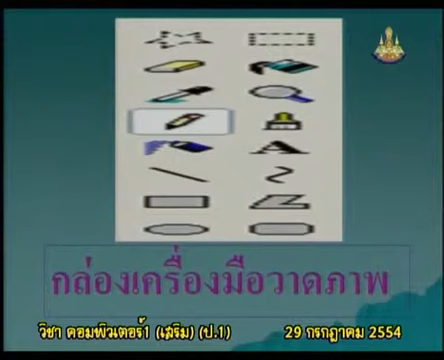 กล่องเครื่องมือวาดภาพ
วิชา คอมพิวเตอร์1 (เสริม) (ป.1) 29 กรกฎาคม 2554